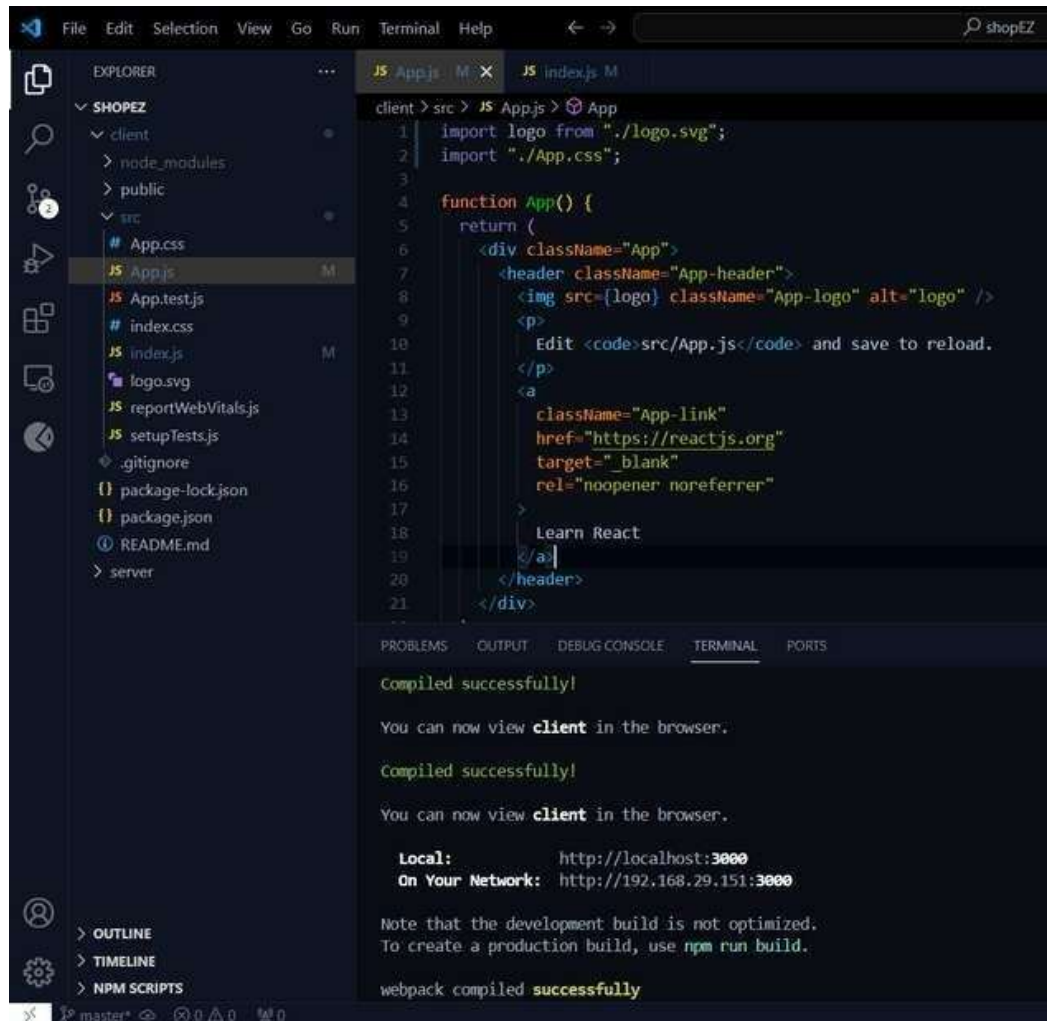 File Edit Selection View Go Run Terminal Help
shopEZ
EXPLORER
SHOPEZ
client
node_modules
public
src
App.css
App.js M
App.test.js
index.css
index.js M
logo.svg
reportWebVitals.js
setupTests.js
.gitignore
package-lock.json
package.json
README.md
server
OUTLINE
TIMELINE
NPM SCRIPTS
2
App.js M
index.js M
client > src > JS App.js > App
1 import logo from "./logo.svg";
2 import "./App.css";
3
4 function App() {
5 return (
6 <div className="App">
7 <header className="App-header">
8 <img src={logo} className="App-logo" alt="logo" />
9 <p>
10 Edit <code>src/App.js</code> and save to reload.
11 </p>
12 <a
13 className="App-link"
14 href="https://reactjs.org"
15 target="_blank"
16 rel="noopener noreferrer"
17 >
18 Learn React
19 </a>
20 </header>
21 </div>
PROBLEMS OUTPUT DEBUG CONSOLE TERMINAL PORTS
Compiled successfully!
You can now view client in the browser.
Compiled successfully!
You can now view client in the browser.
Local: http://localhost:3000
On Your Network: http://192.168.29.151:3000
Note that the development build is not optimized.
To create a production build, use npm run build.
webpack compiled successfully
master* 0 0 0